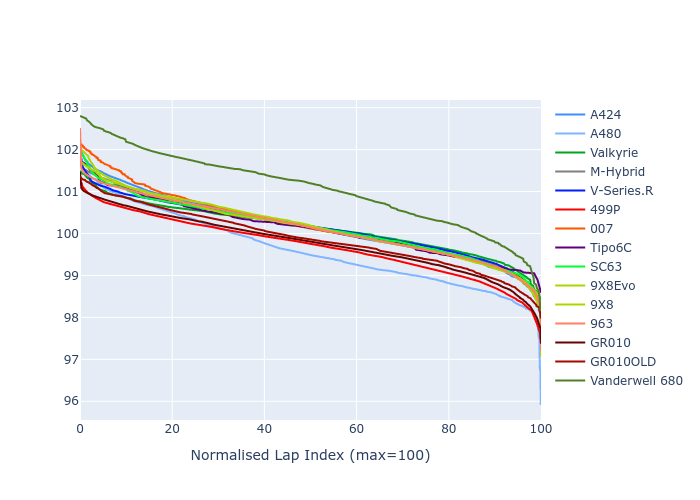 103
102
101
100
99
98
97
96
0 20 40 60 80 100
Normalised Lap Index (max=100)
A424
A480
Valkyrie
M-Hybrid
V-Series.R
499P
007
Tipo6C
SC63
9X8Evo
9X8
963
GR010
GR010OLD
Vanderwell 680